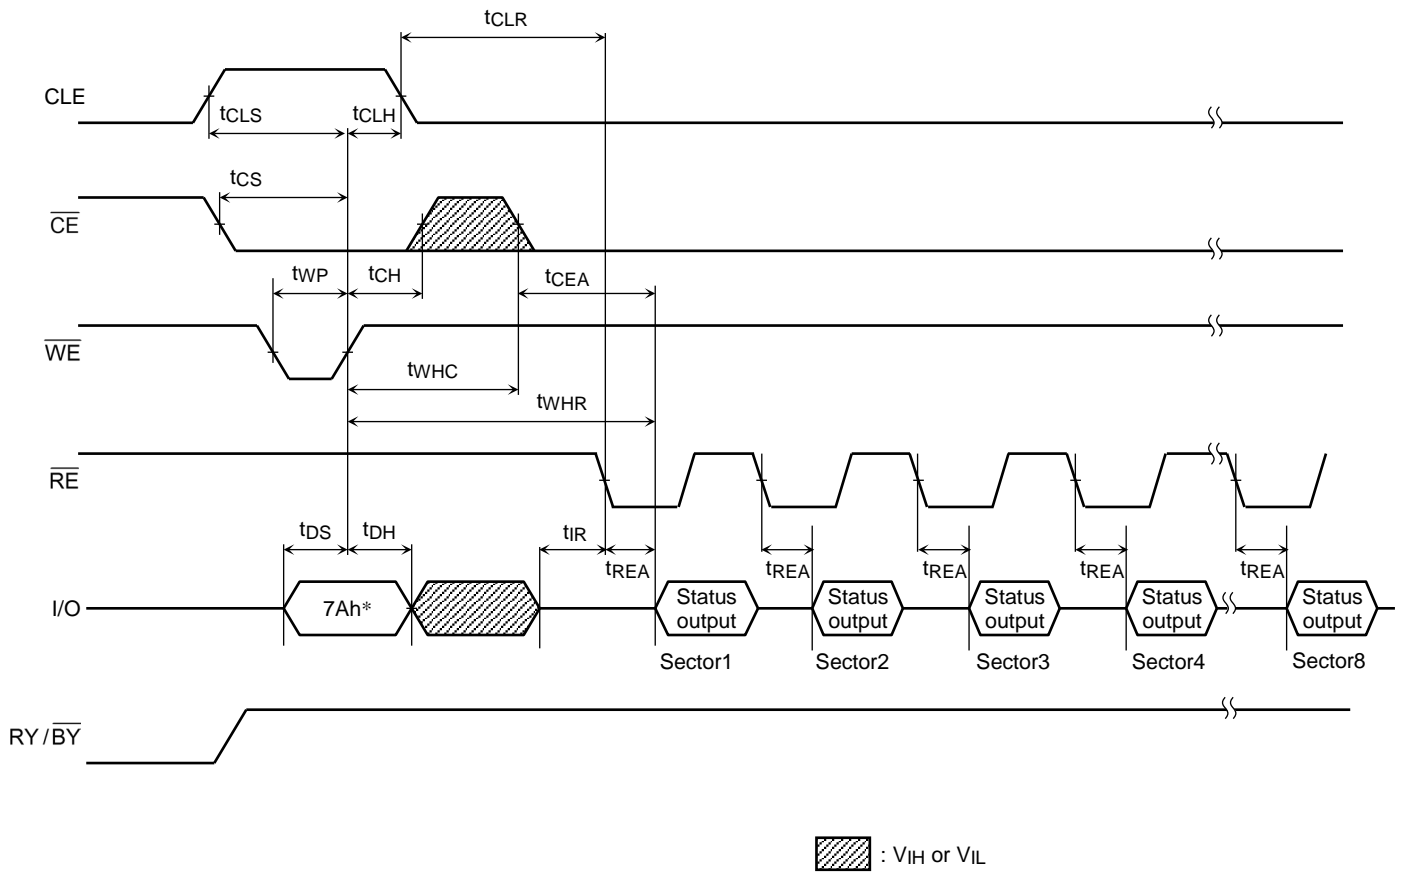 tCLR
CLE
tCLS
tCLH
tCS
CE
tWP
tCH
tCEA
WE
tWHC
tWHR
RE
tDS
tDH
tIR
tREA
tREA
tREA
tREA
tREA
I/O
7Ah*
Status
output
Status
output
Status
output
Status
output
Status
output
Sector1
Sector2
Sector3
Sector4
Sector8
RY/BY
: VIH or VIL